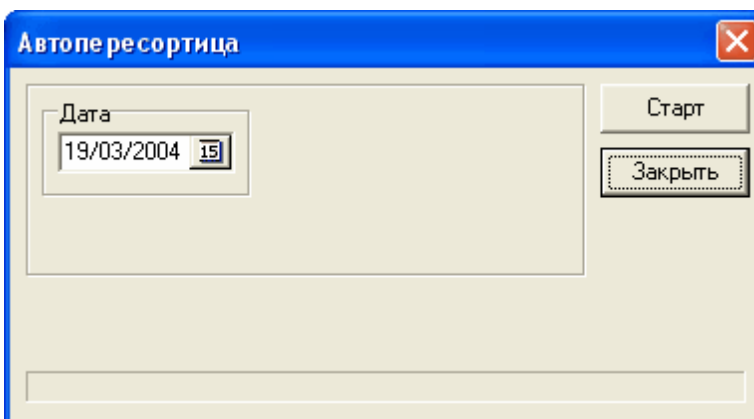 Автопересортица
Дата
Старт
19/03/2004 15
Закрыть